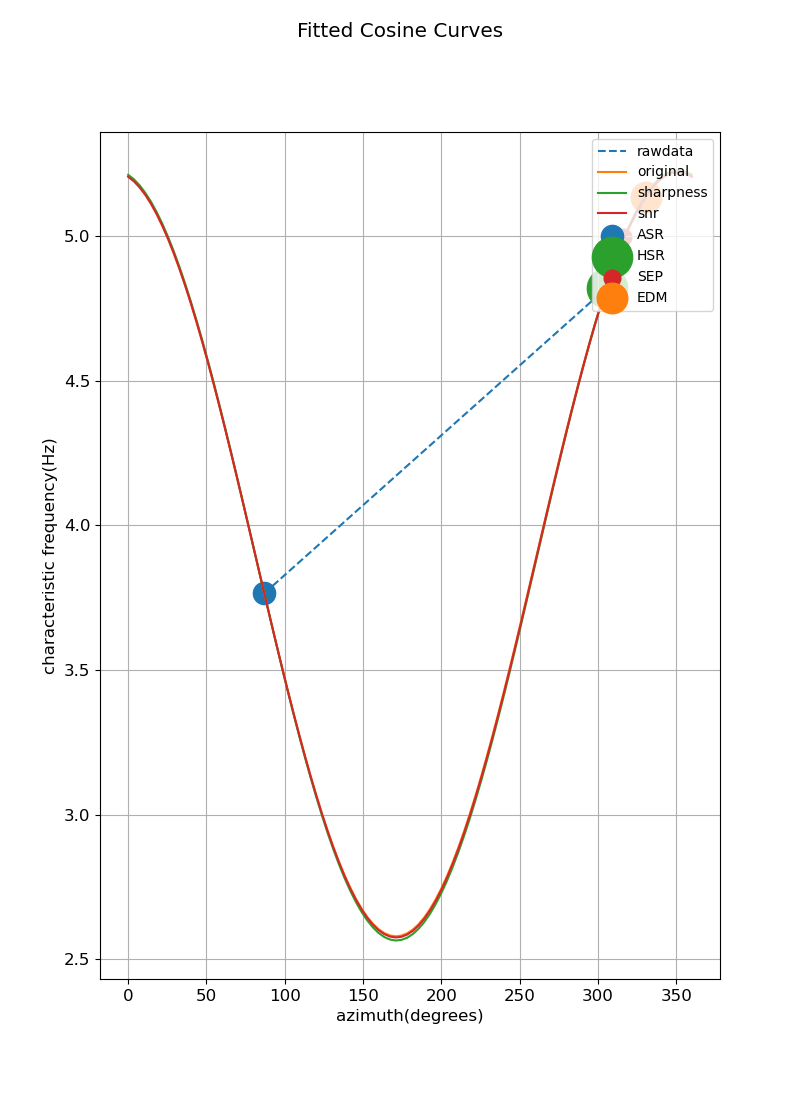 Fitted Cosine Curves
rawdata
original
sharpness
snr
ASR
HSR
SEP
EDM
characteristic frequency(Hz)
5.0
4.5
4.0
3.5
3.0
2.5
0 50 100 150 200 250 300 350
azimuth(degrees)